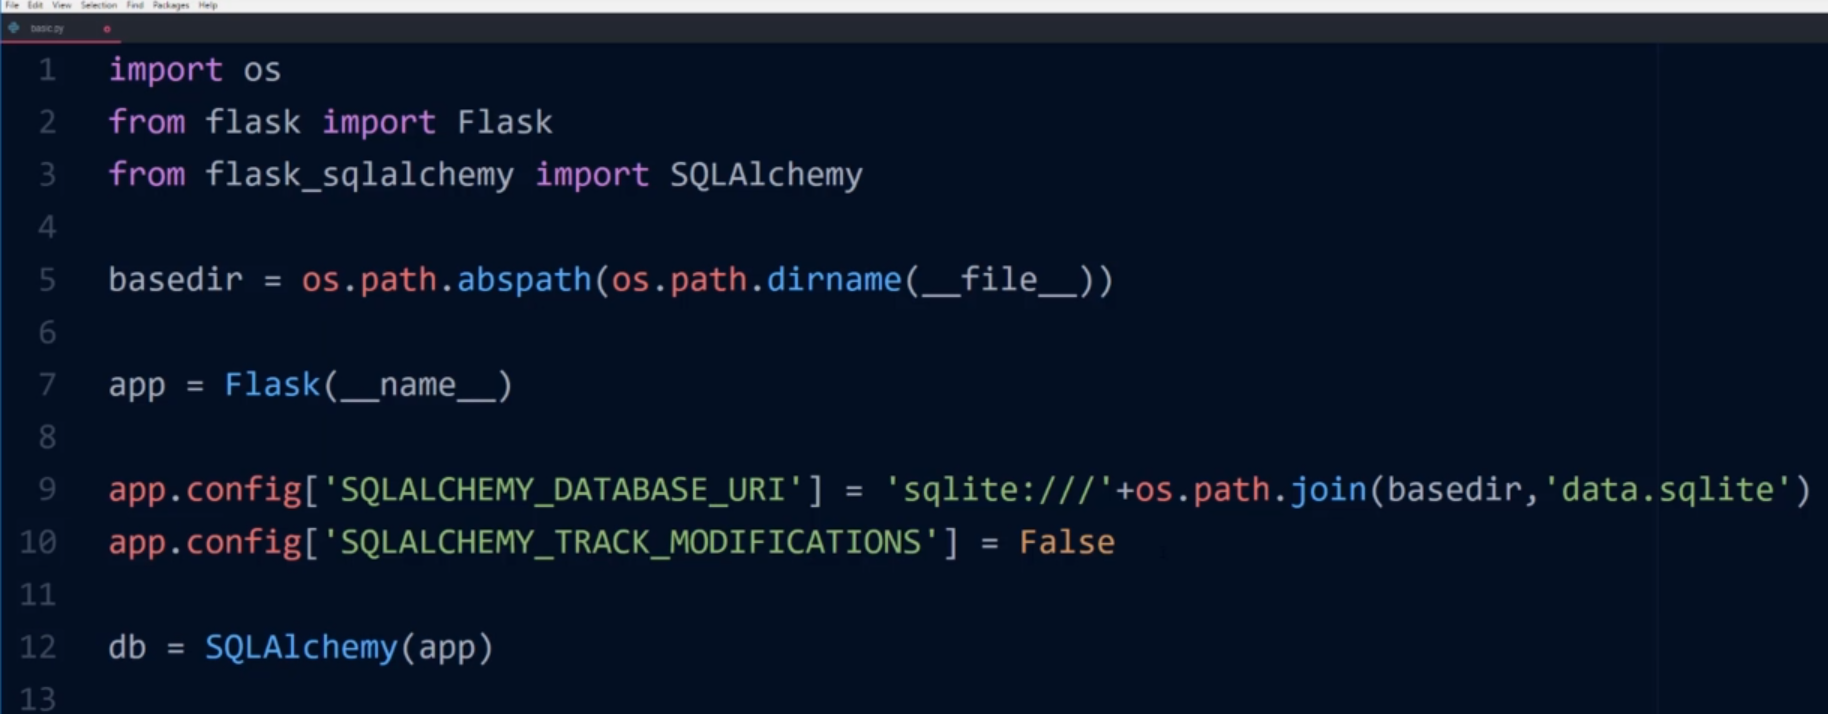 File Edit View Selection Find Packages Help
basic.py
1 import os
2 from flask import Flask
3 from flask_sqlalchemy import SQLAlchemy
4
5 basedir = os.path.abspath(os.path.dirname(__file__))
6
7 app = Flask(__name__)
8
9 app.config['SQLALCHEMY_DATABASE_URI'] = 'sqlite:///'+os.path.join(basedir,'data.sqlite')
10 app.config['SQLALCHEMY_TRACK_MODIFICATIONS'] = False
11
12 db = SQLAlchemy(app)
13